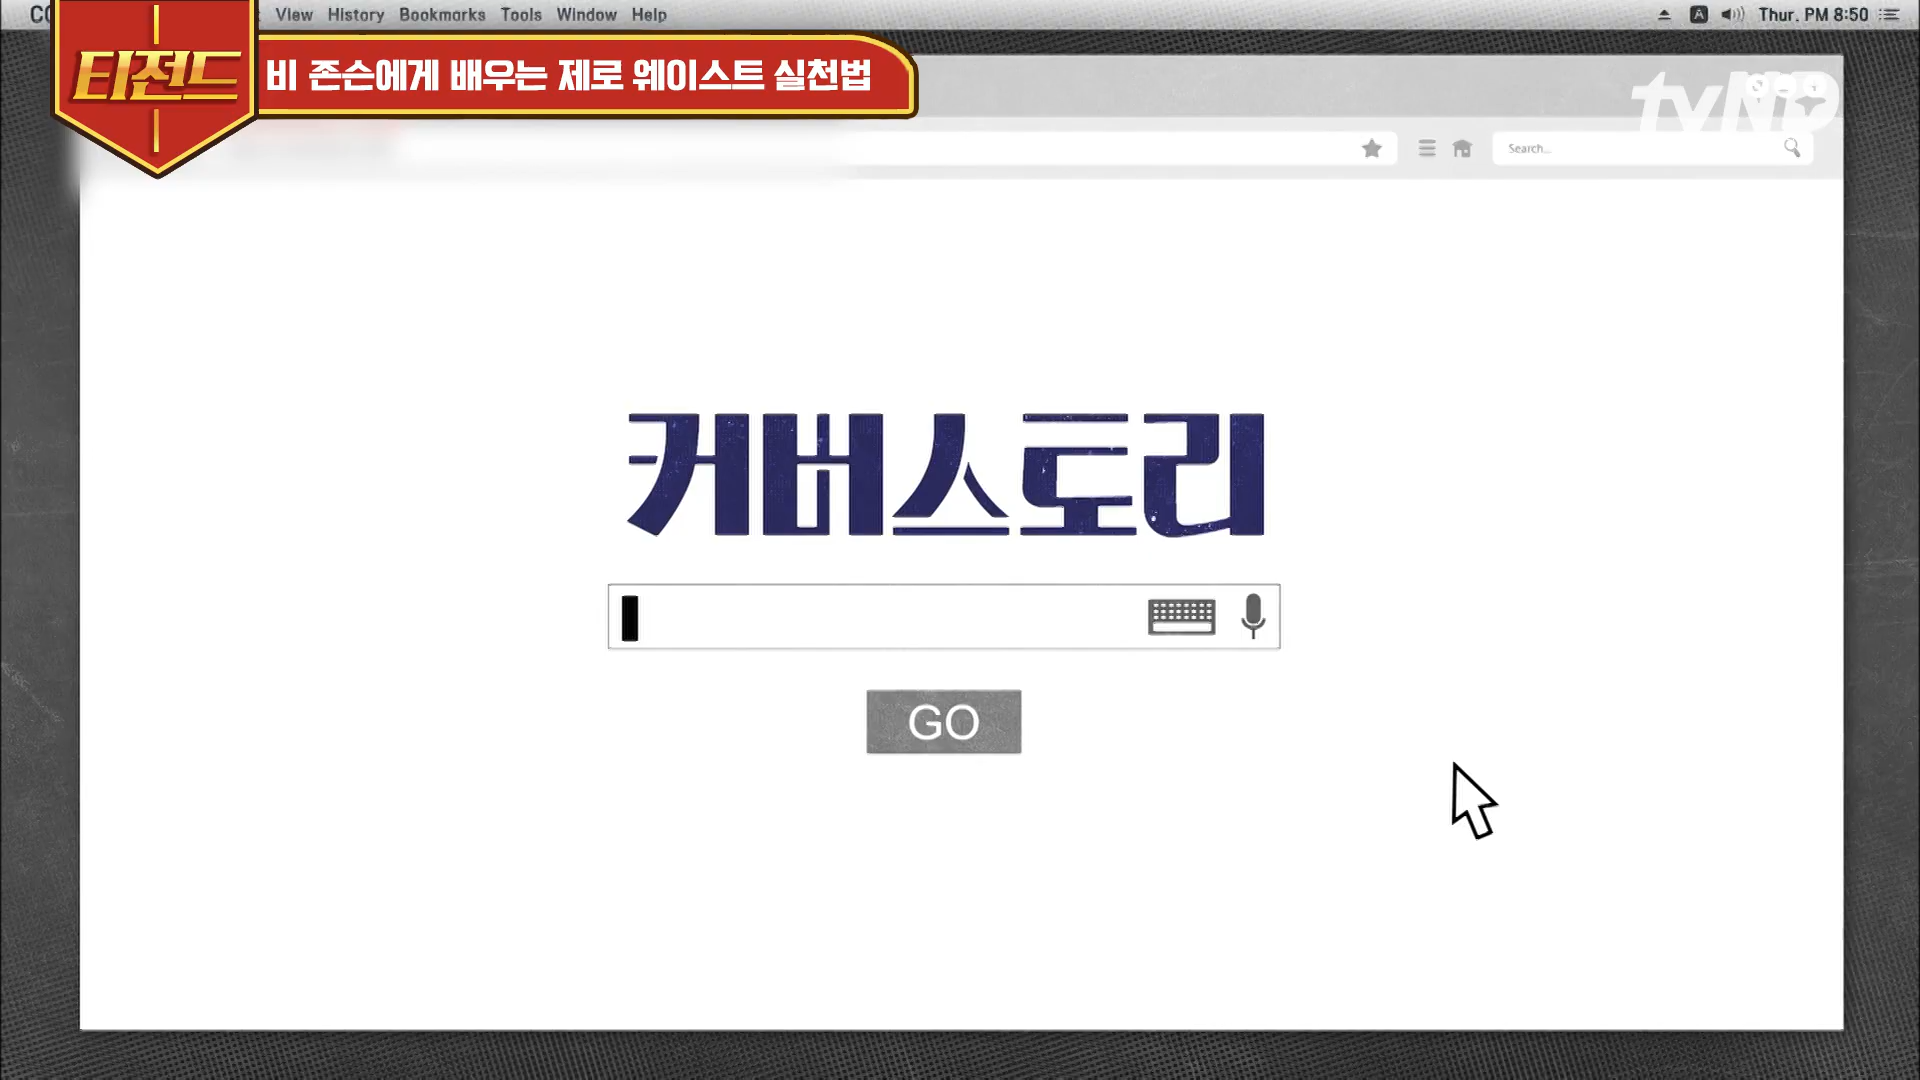 View History Bookmarks Tools Window Help
A Thur. PM 8:50
티전드
비 존슨에게 배우는 제로 웨이스트 실천법
Search...
커버스토리
GO